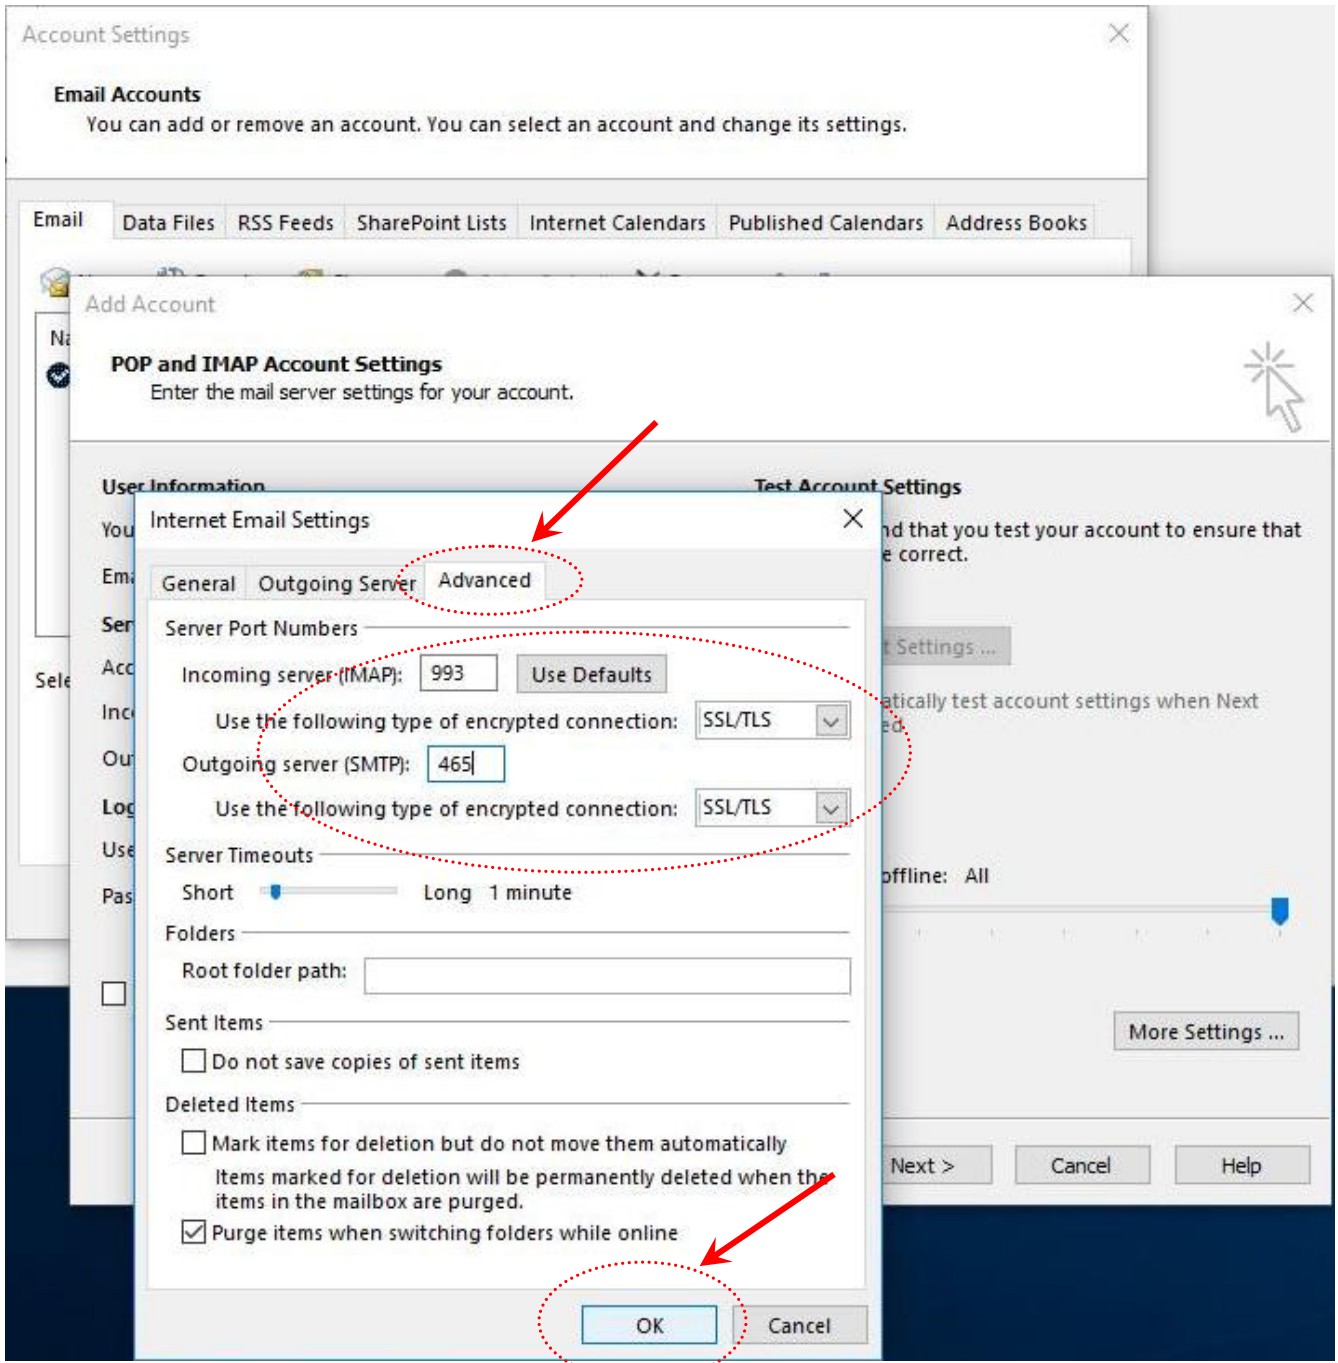 Account Settings
Email Accounts
You can add or remove an account. You can select an account and change its settings.
Email
Data Files
RSS Feeds
SharePoint Lists
Internet Calendars
Published Calendars
Address Books
Add Account
POP and IMAP Account Settings
Enter the mail server settings for your account.
User Information
Test Account Settings
Internet Email Settings
that you test your account to ensure that
correct.
General
Outgoing Server
Advanced
Server Port Numbers
Incoming server (IMAP): 993 Use Defaults
Settings ...
Use the following type of encrypted connection: SSL/TLS
test account settings when Next
Outgoing server (SMTP): 465
Use the following type of encrypted connection: SSL/TLS
Server Timeouts
Short Long 1 minute
offline: All
Folders
Root folder path:
Sent Items
More Settings ...
Do not save copies of sent items
Deleted Items
Mark items for deletion but do not move them automatically
Items marked for deletion will be permanently deleted when the
items in the mailbox are purged.
Next >
Cancel
Help
Purge items when switching folders while online
OK
Cancel